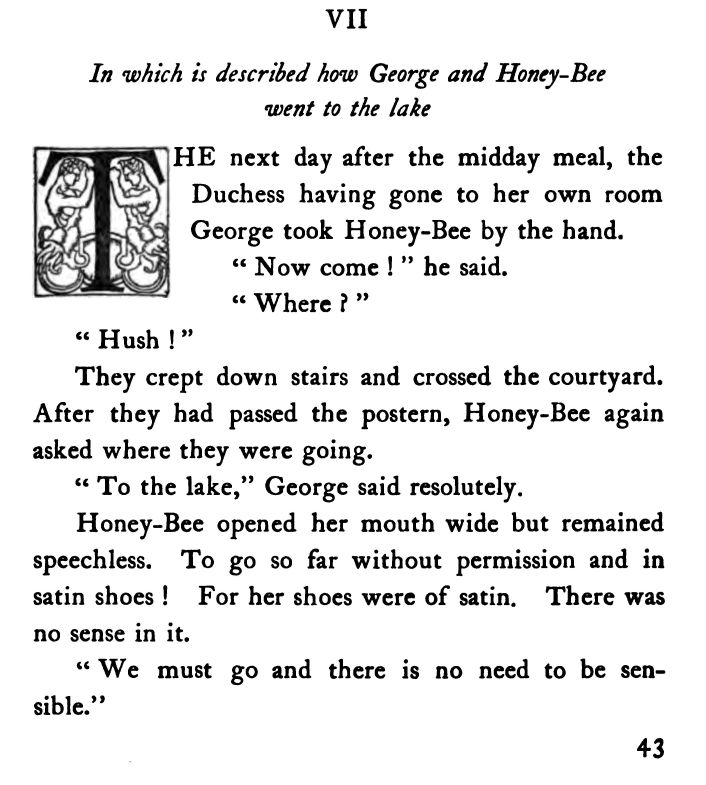 VII
In which is described how George and Honey-Bee
went to the lake
THE next day after the midday meal, the
Duchess having gone to her own room
George took Honey-Bee by the hand.
“ Now come ! ” he said.
“ Where ? ”
“ Hush ! ”
They crept down stairs and crossed the courtyard.
After they had passed the postern, Honey-Bee again
asked where they were going.
“ To the lake,” George said resolutely.
Honey-Bee opened her mouth wide but remained
speechless. To go so far without permission and in
satin shoes ! For her shoes were of satin. There was
no sense in it.
“ We must go and there is no need to be sen-
sible.”
43